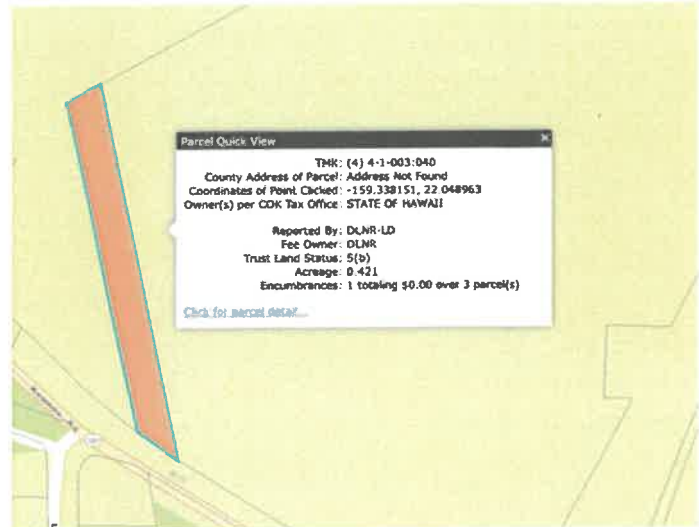 Parcel Quick View
TMK: (4) 4-1-003:040
County Address of Parcel: Address Not Found
Coordinates of Point Clicked: -159.338151, 22.048963
Owner(s) per COK Tax Office: STATE OF HAWAII
Reported By: DLNR-LD
Fee Owner: DLNR
Trust Land Status: 5(b)
Acreage: 0.421
Encumbrances: 1 totaling $0.00 over 3 parcel(s)
Click for parcel detail...